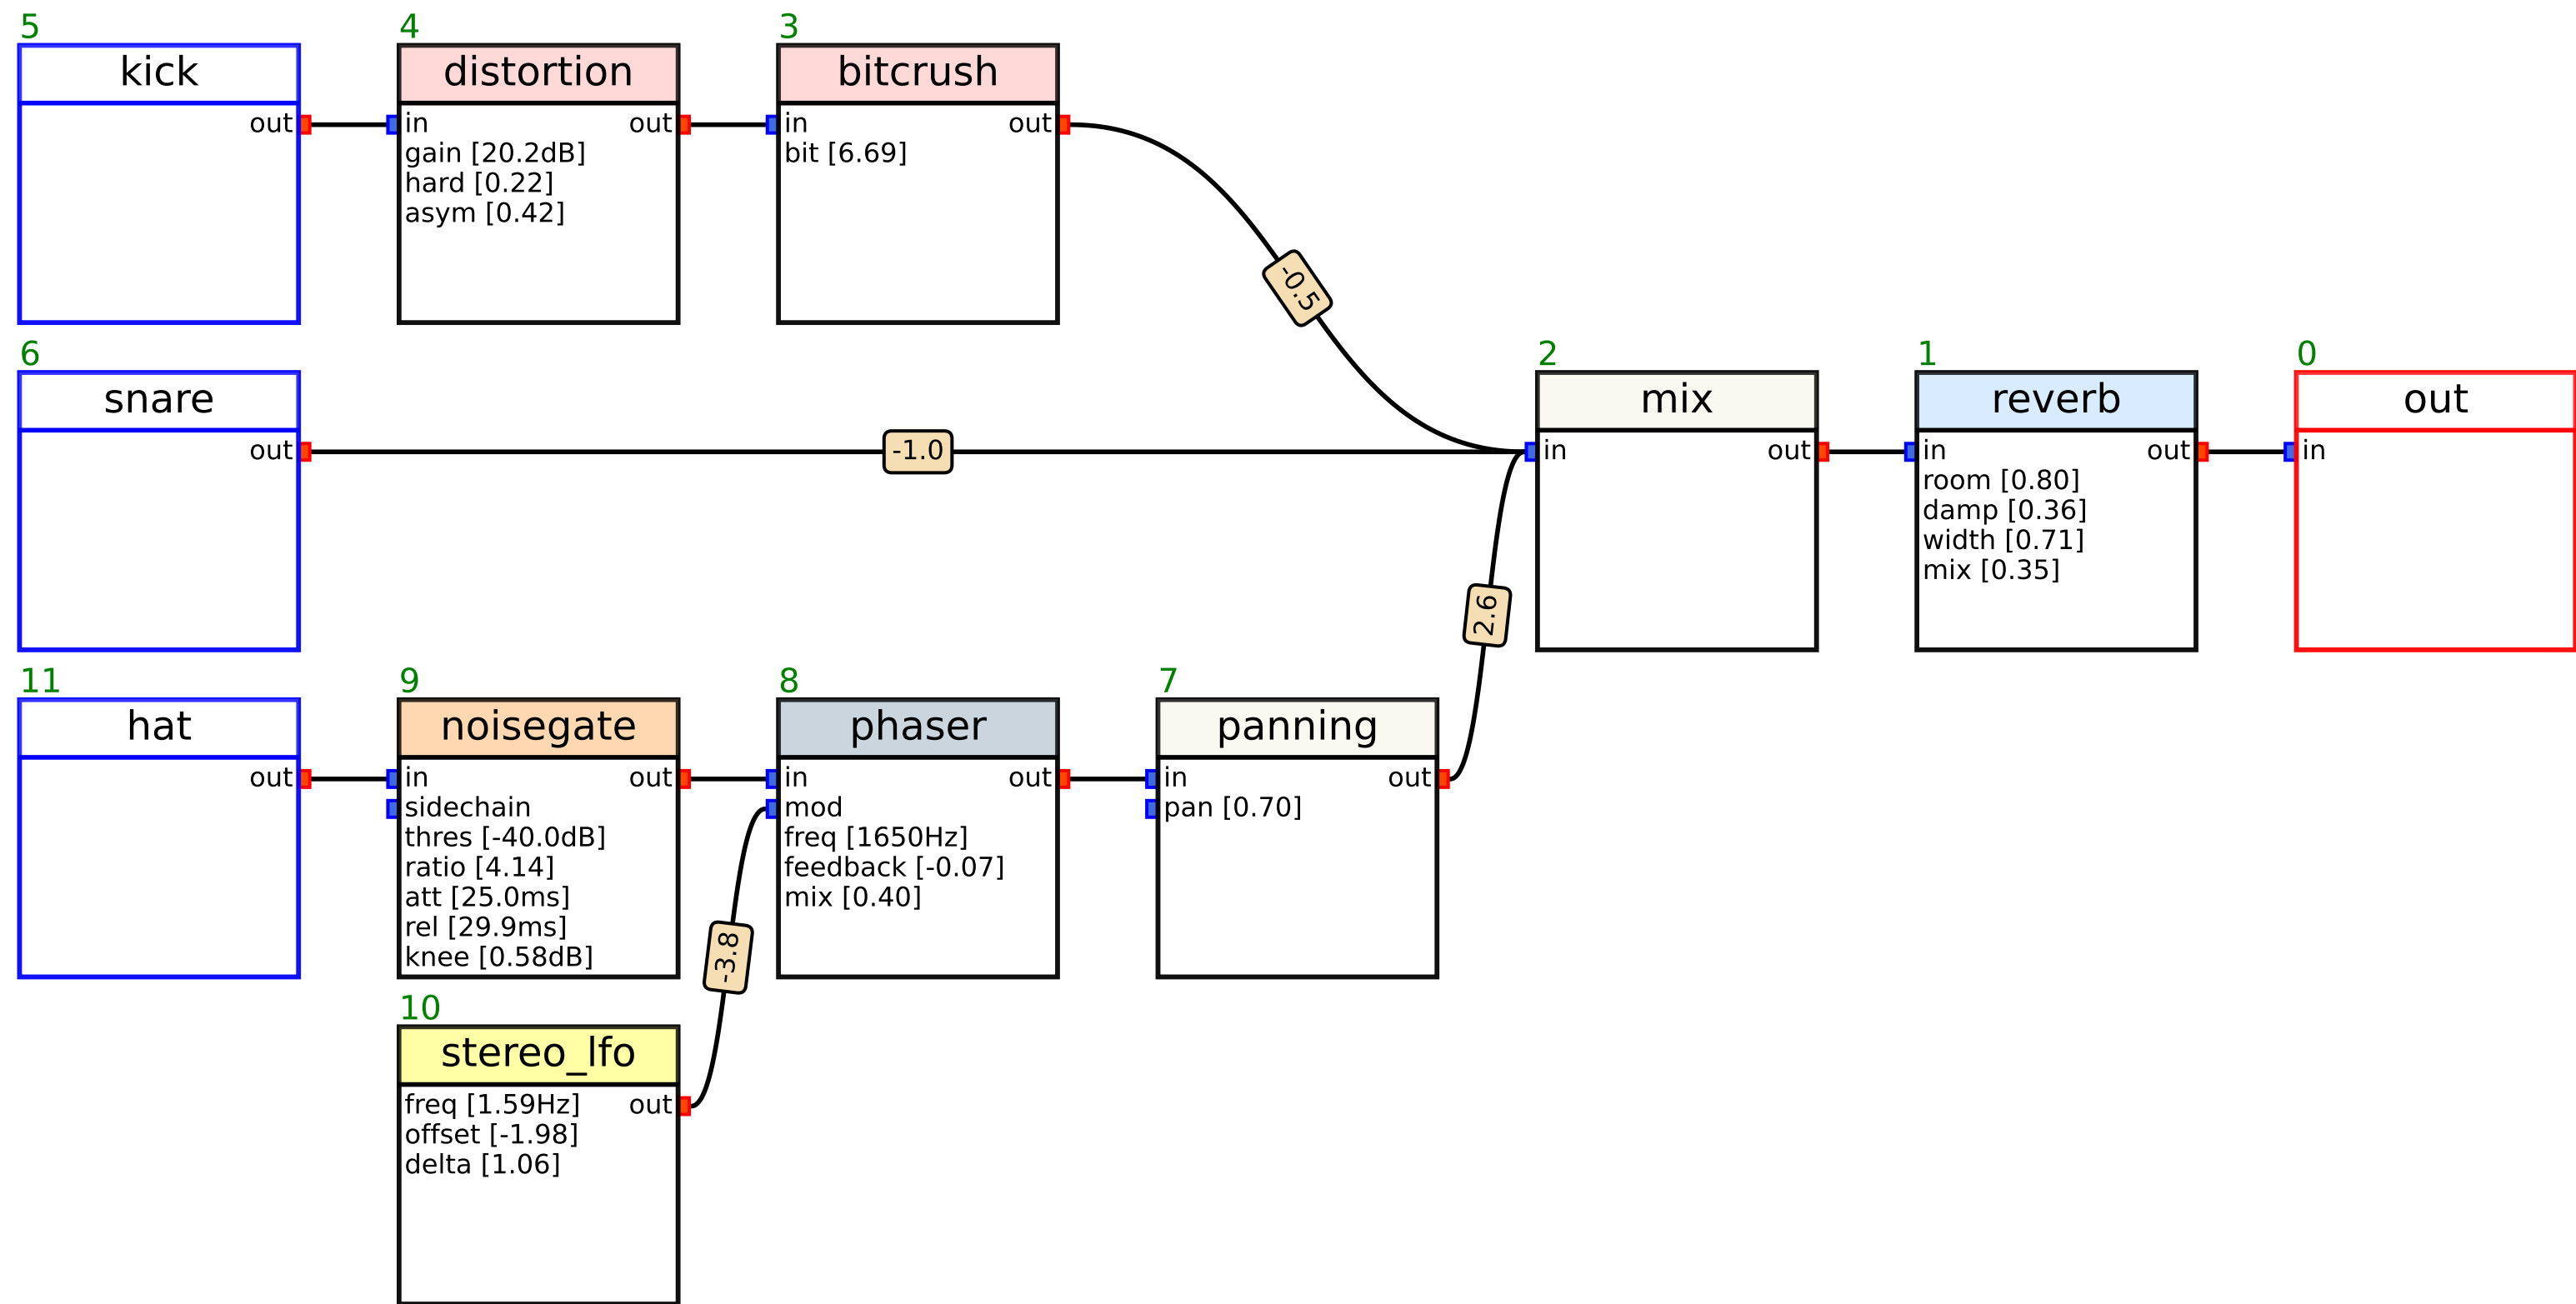 5
kick
out
4
distortion
in out
gain [20.2dB]
hard [0.22]
asym [0.42]
3
bitcrush
in out
bit [6.69]
-0.5
6
snare
out
-1.0
2
mix
in out
1
reverb
in out
room [0.80]
damp [0.36]
width [0.71]
mix [0.35]
0
out
in
11
hat
out
9
noisegate
in out
sidechain
thres [-40.0dB]
ratio [4.14]
att [25.0ms]
rel [29.9ms]
knee [0.58dB]
8
phaser
in out
mod
freq [1650Hz]
feedback [-0.07]
mix [0.40]
7
panning
in out
pan [0.70]
2.6
-3.8
10
stereo_lfo
freq [1.59Hz] out
offset [-1.98]
delta [1.06]